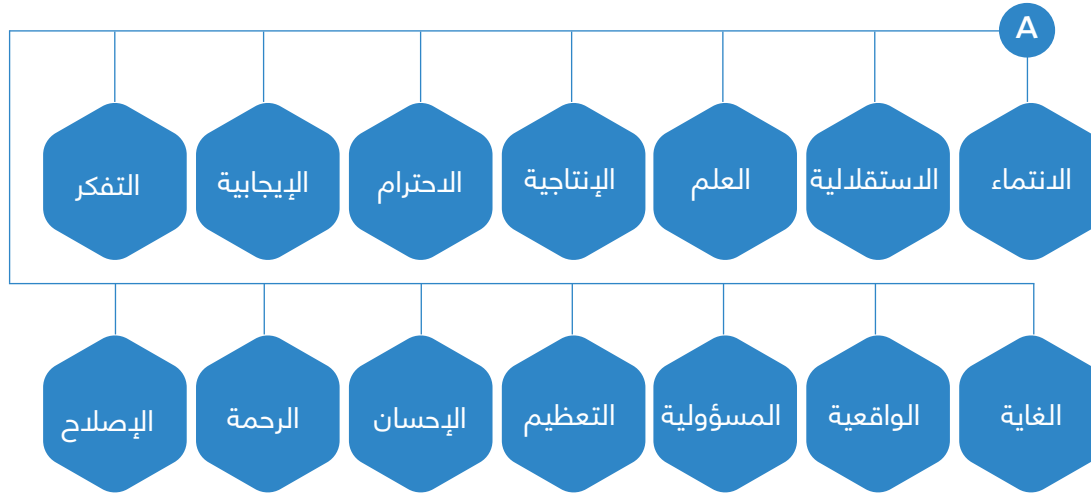 A
الانتماء
الاستقلالية
العلم
الإنتاجية
الاحترام
الإيجابية
التفكر
الغاية
الواقعية
المسؤولية
التعظيم
الإحسان
الرحمة
الإصلاح